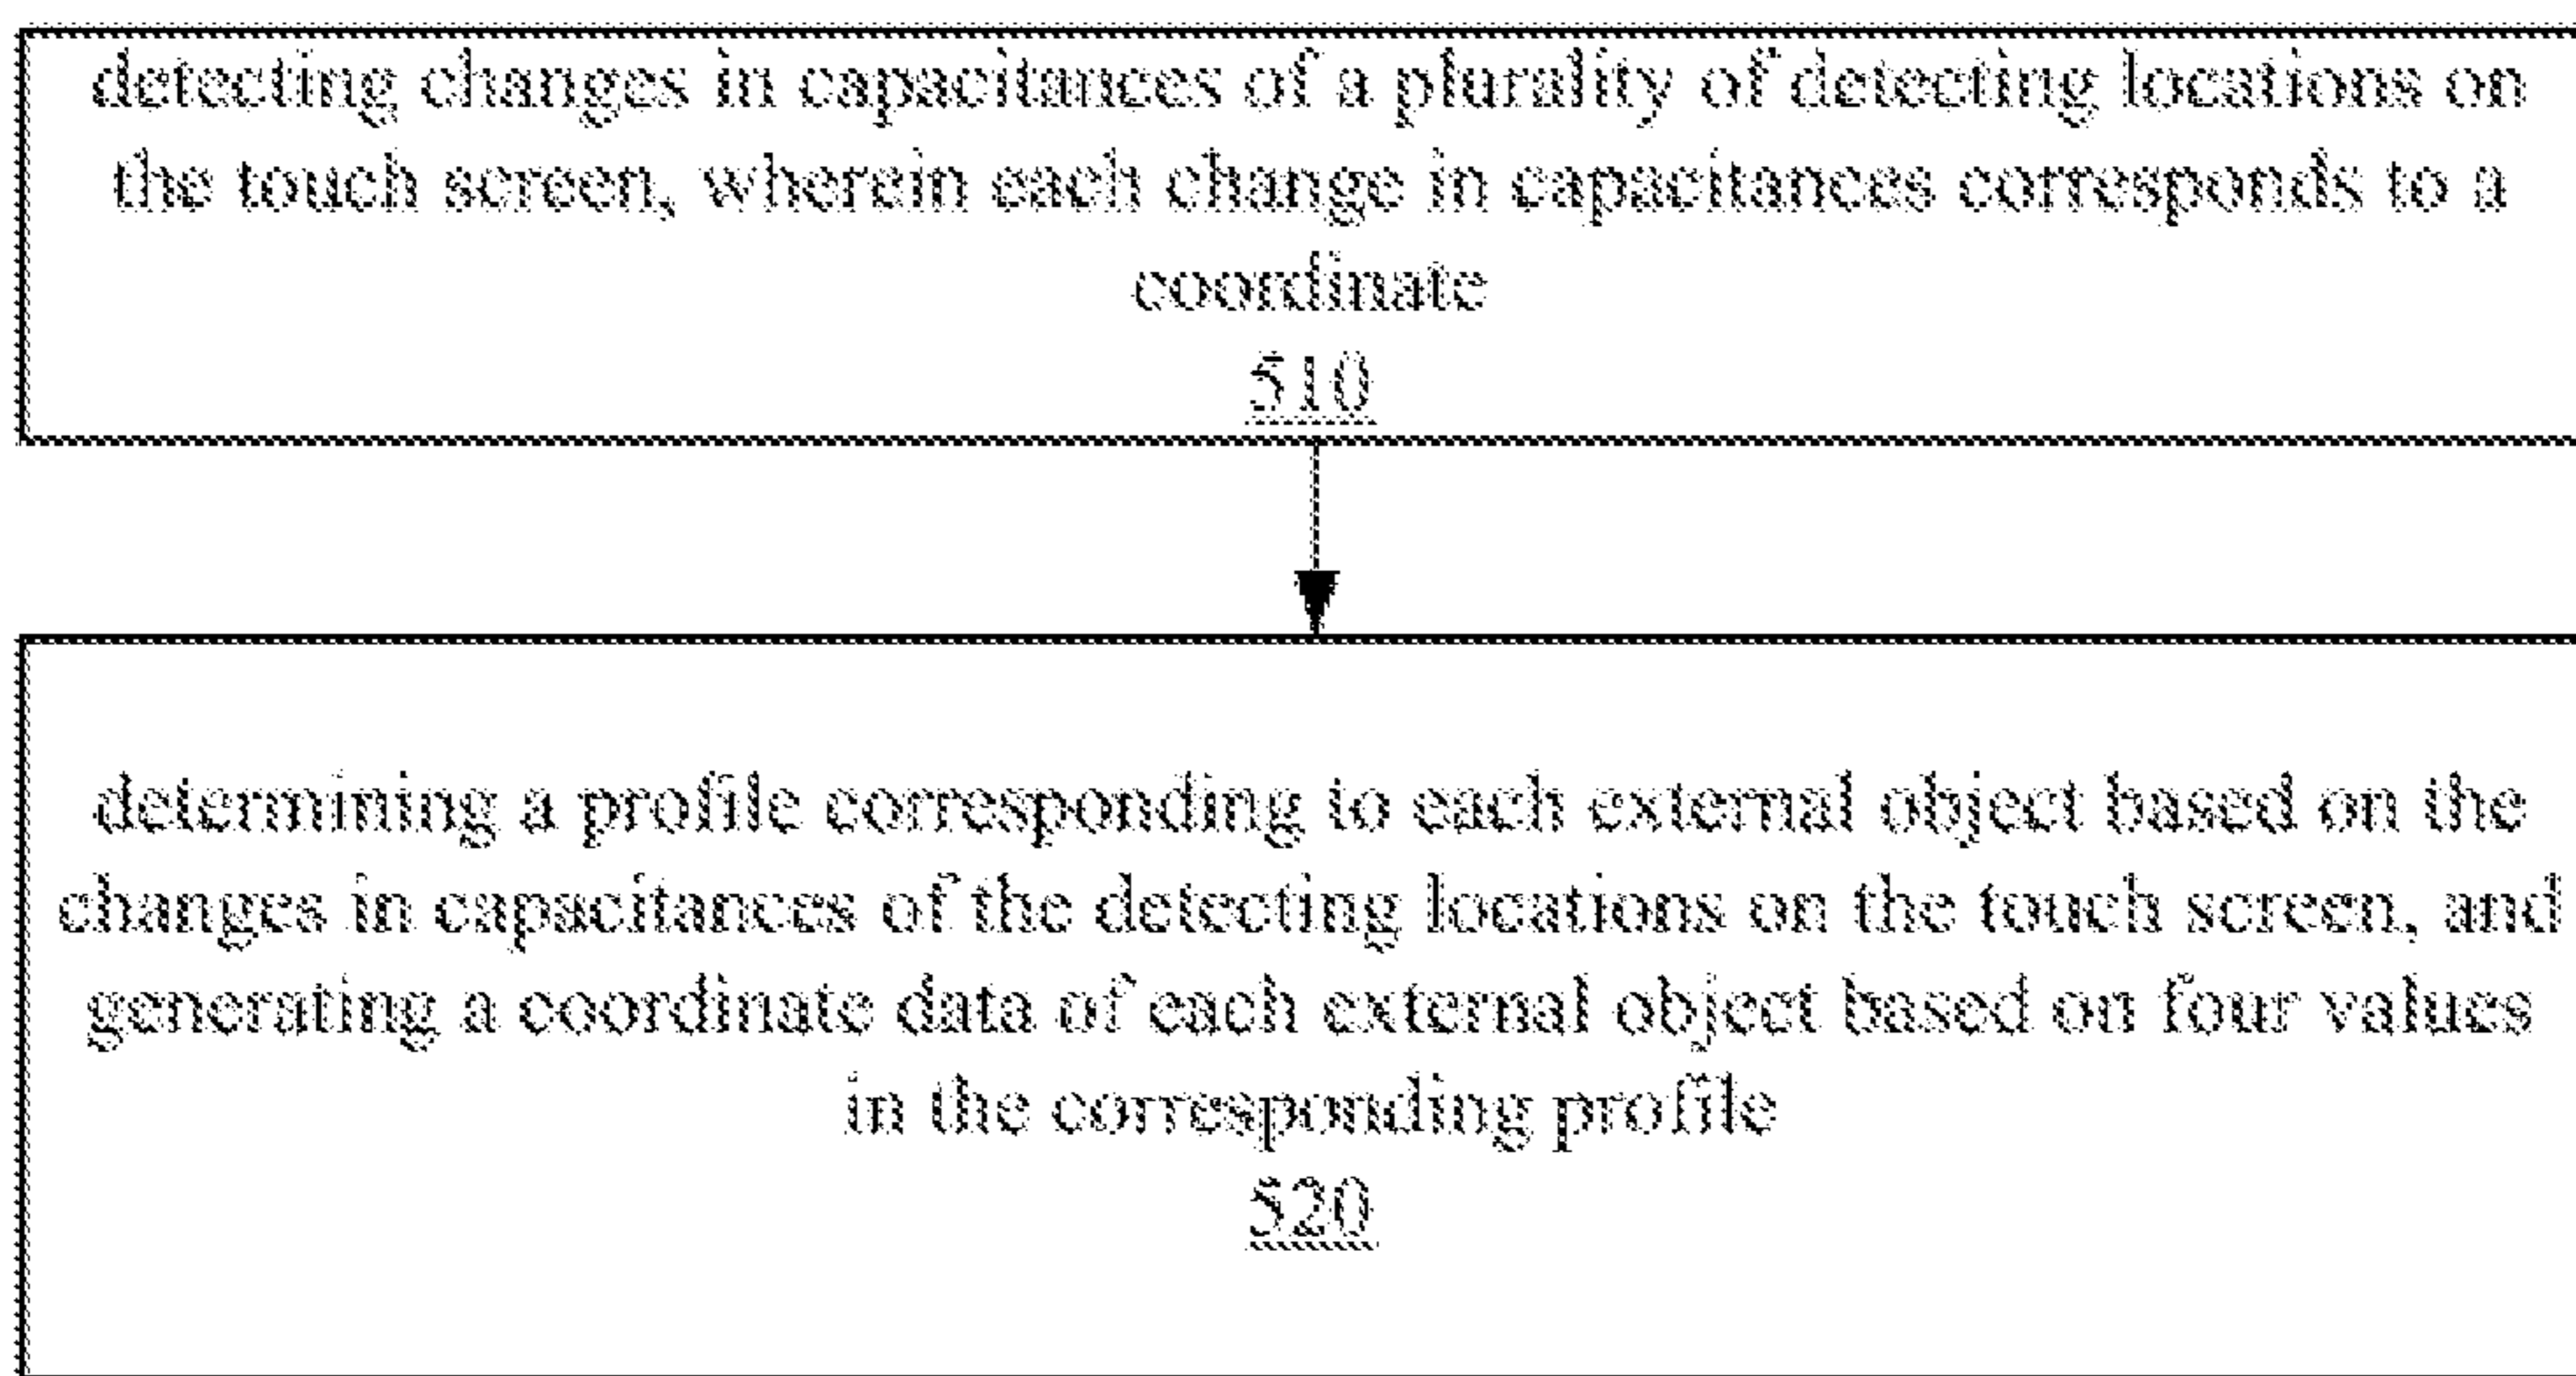 detecting changes in capacitances of a plurality of detecting locations on
the touch screen, wherein each change in capacitances corresponds to a
coordinate
510
determining a profile corresponding to each external object based on the
changes in capacitances of the detecting locations on the touch screen, and
generating a coordinate data of each external object based on four values
in the corresponding profile
520